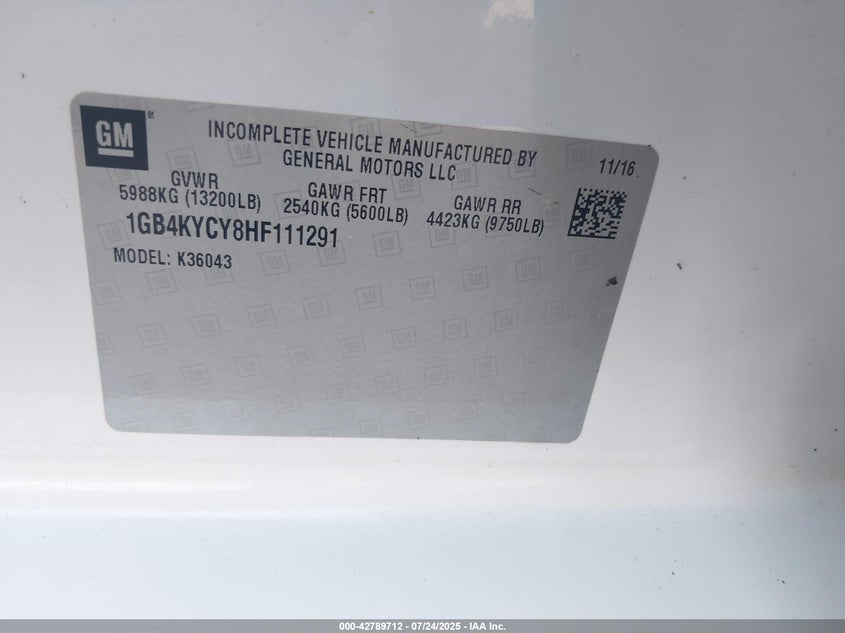 GM
INCOMPLETE VEHICLE MANUFACTURED BY
GENERAL MOTORS LLC
11/16
GVWR
5988KG (13200LB)
GAWR FRT
2540KG (5600LB)
GAWR RR
4423KG (9750LB)
1GB4KYCY8HF111291
MODEL: K36043
000-42789712 / 07/24/2025 - IAA Inc.